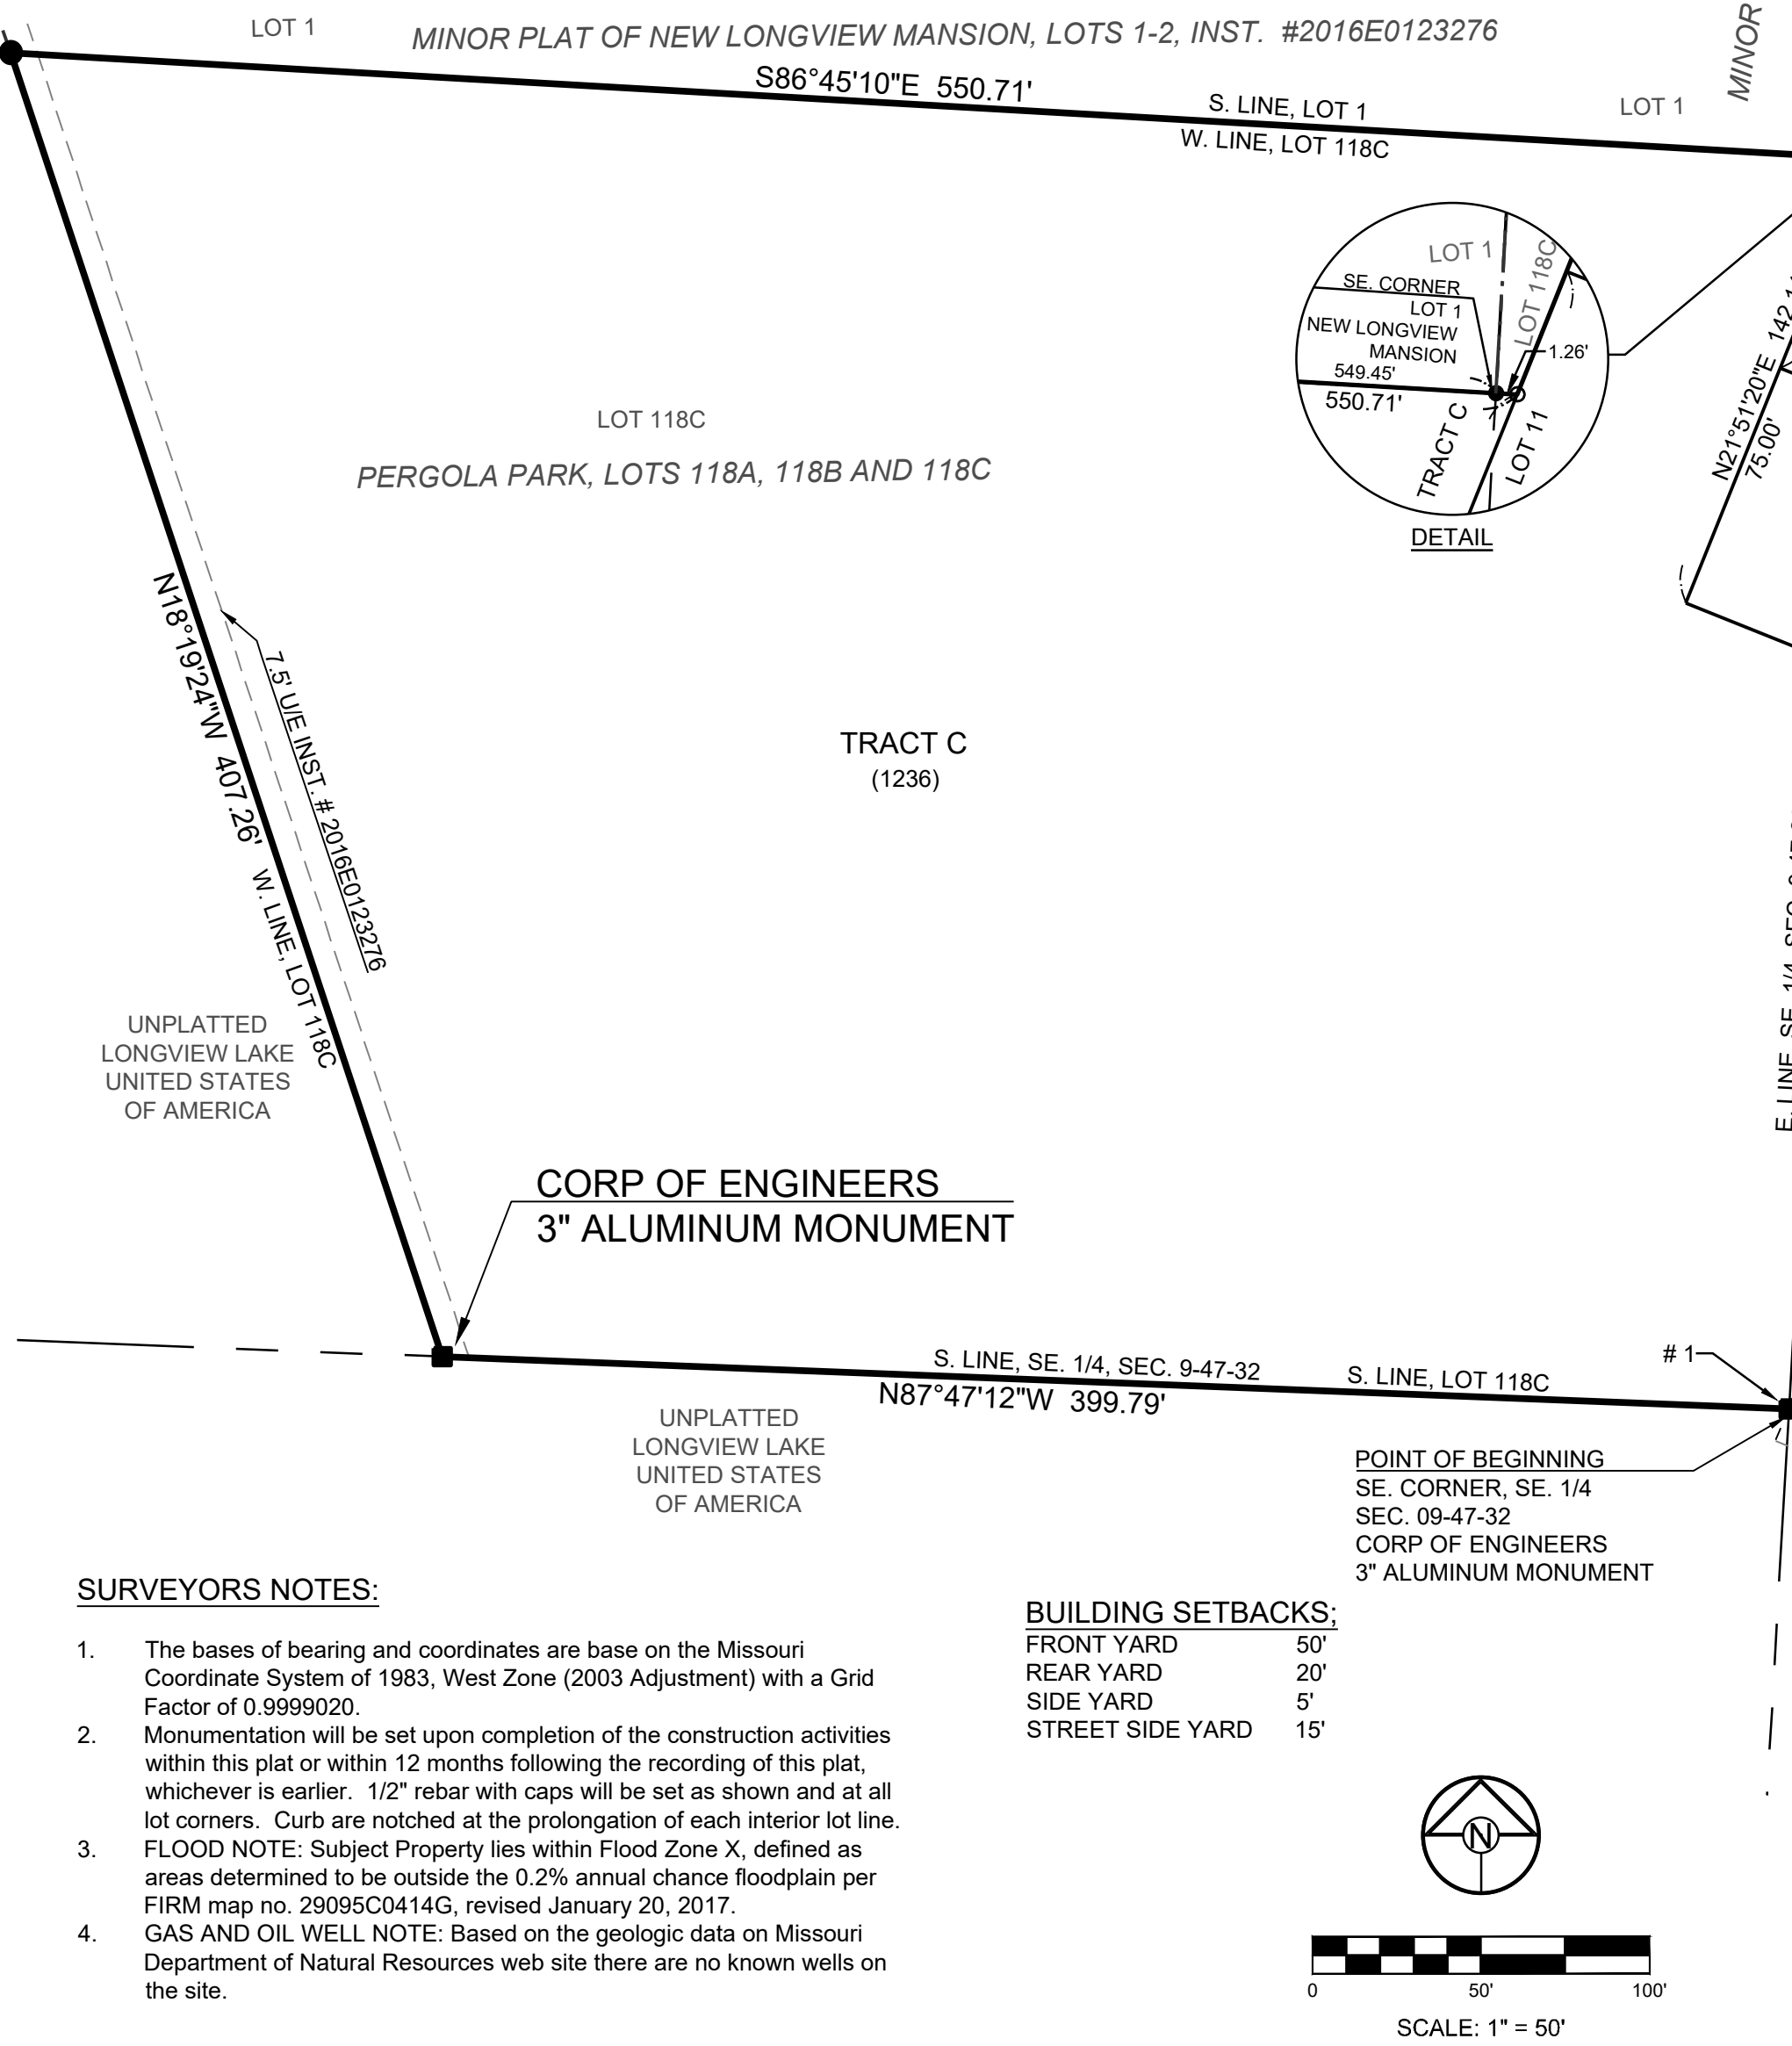 LOT 1
MINOR PLAT OF NEW LONGVIEW MANSION, LOTS 1-2, INST. #2016E0123276
MINOR
S86°45'10"E 550.71'
S. LINE, LOT 1
LOT 1
W. LINE, LOT 118C
LOT 1
LOT 118C
SE. CORNER
LOT 1
NEW LONGVIEW
MANSION
549.45'
550.71'
1.26'
TRACT C
LOT 11
DETAIL
N21°51'20"E 142.1
75.00'
LOT 118C
PERGOLA PARK, LOTS 118A, 118B AND 118C
N18°19'24"W 407.26' W. LINE, LOT 118C
7.5' U/E INST. # 2016E0123276
TRACT C
(1236)
E. LINE, SE. 1/4, SEC.
UNPLATTED
LONGVIEW LAKE
UNITED STATES
OF AMERICA
CORP OF ENGINEERS
3" ALUMINUM MONUMENT
S. LINE, SE. 1/4, SEC. 9-47-32
S. LINE, LOT 118C
# 1
N87°47'12"W 399.79'
UNPLATTED
LONGVIEW LAKE
UNITED STATES
OF AMERICA
POINT OF BEGINNING
SE. CORNER, SE. 1/4
SEC. 09-47-32
CORP OF ENGINEERS
3" ALUMINUM MONUMENT
SURVEYORS NOTES:
1. The bases of bearing and coordinates are base on the Missouri
Coordinate System of 1983, West Zone (2003 Adjustment) with a Grid
Factor of 0.9999020.
2. Monumentation will be set upon completion of the construction activities
within this plat or within 12 months following the recording of this plat,
whichever is earlier. 1/2" rebar with caps will be set as shown and at all
lot corners. Curb are notched at the prolongation of each interior lot line.
3. FLOOD NOTE: Subject Property lies within Flood Zone X, defined as
areas determined to be outside the 0.2% annual chance floodplain per
FIRM map no. 29095C0414G, revised January 20, 2017.
4. GAS AND OIL WELL NOTE: Based on the geologic data on Missouri
Department of Natural Resources web site there are no known wells on
the site.
BUILDING SETBACKS;
FRONT YARD 50'
REAR YARD 20'
SIDE YARD 5'
STREET SIDE YARD 15'
N
0 50' 100'
SCALE: 1" = 50'